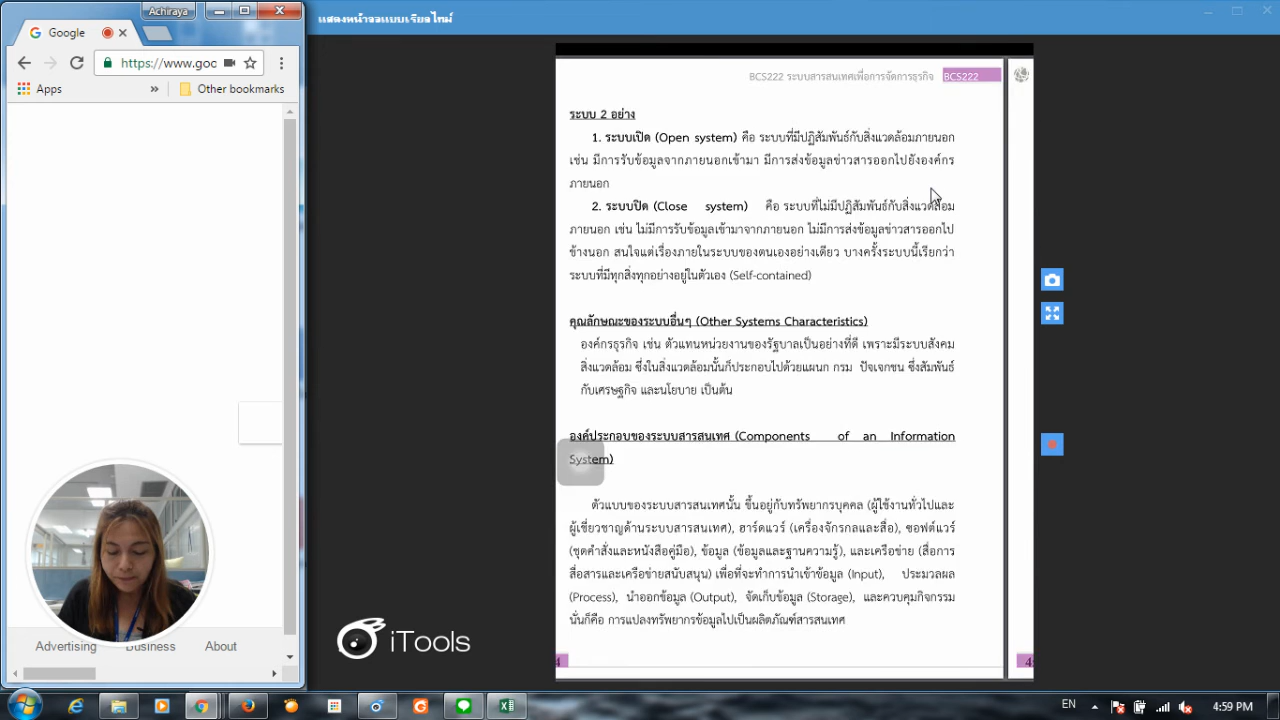 Achiraya
แสดงหน้าจอแบบเรียลไทม์
Google
https://www.goo
Apps
»
Other bookmarks
BC5222 ระบบสารสนเทศเพื่อการจัดการธุรกิจ
BC5222
ระบบ 2 อย่าง
1. ระบบเปิด (Open system) คือ ระบบที่มีปฏิสัมพันธ์กับสิ่งแวดล้อมภายนอก
เช่น มีการรับข้อมูลจากภายนอกเข้ามา มีการส่งข้อมูลข่าวสารออกไปยังองค์กร
ภายนอก
2. ระบบปิด (Close system) คือ ระบบที่ไม่มีปฏิสัมพันธ์กับสิ่งแวดล้อม
ภายนอก เช่น ไม่มีการรับข้อมูลเข้ามาจากภายนอก ไม่มีการส่งข้อมูลข่าวสารออกไป
ข้างนอก สนใจแต่เรื่องภายในระบบของตนเองอย่างเดียว บางครั้งระบบนี้เรียกว่า
ระบบที่มีทุกสิ่งทุกอย่างอยู่ในตัวเอง (Self-contained)
คุณลักษณะของระบบอื่นๆ (Other Systems Characteristics)
องค์กรธุรกิจ เช่น ตัวแทนหน่วยงานของรัฐบาลเป็นอย่างที่ดี เพราะมีระบบสังคม
สิ่งแวดล้อม ซึ่งในสิ่งแวดล้อมนั้นก็ประกอบไปด้วยแผนก กรม ปัจเจกชน ซึ่งสัมพันธ์
กับเศรษฐกิจ และนโยบาย เป็นต้น
องค์ประกอบของระบบสารสนเทศ (Components of an Information
System)
ตัวแบบของระบบสารสนเทศนั้น ขึ้นอยู่กับทรัพยากรบุคคล (ผู้ใช้งานทั่วไปและ
ผู้เชี่ยวชาญด้านระบบสารสนเทศ), ฮาร์ดแวร์ (เครื่องจักรกลและสื่อ), ซอฟต์แวร์
(ชุดคำสั่งและหนังสือคู่มือ), ข้อมูล (ข้อมูลและฐานความรู้), และเครือข่าย (สื่อการ
สื่อสารและเครือข่ายสนับสนุน) เพื่อที่จะทำการนำเข้าข้อมูล (Input), ประมวลผล
(Process), นำออกข้อมูล (Output), จัดเก็บข้อมูล (Storage), และควบคุมกิจกรรม
นั่นก็คือ การแปลงทรัพยากรข้อมูลไปเป็นผลิตภัณฑ์สารสนเทศ
iTools
Advertising Business About
EN
4:59 PM